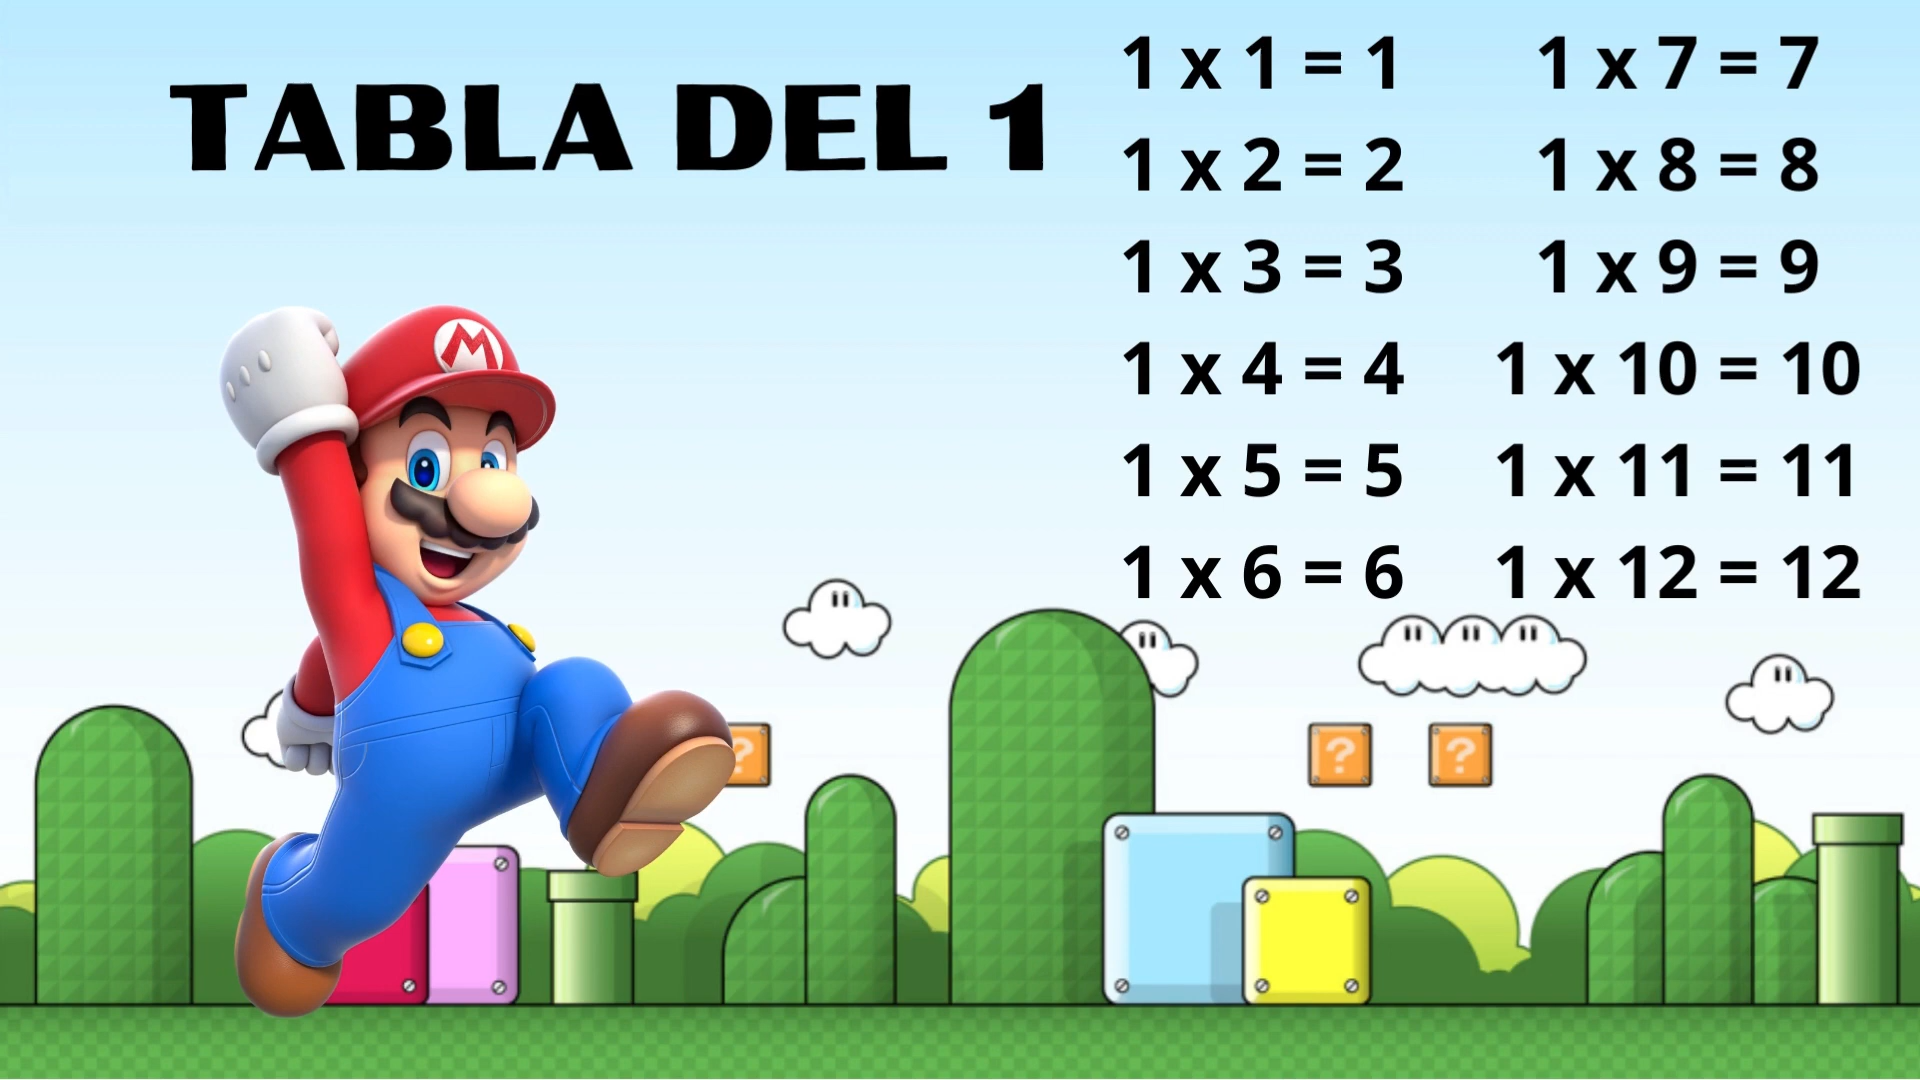 TABLA DEL 1
1 x 1 = 1
1 x 2 = 2
1 x 3 = 3
1 x 4 = 4
1 x 5 = 5
1 x 6 = 6
1 x 7 = 7
1 x 8 = 8
1 x 9 = 9
1 x 10 = 10
1 x 11 = 11
1 x 12 = 12
M
?
?
?